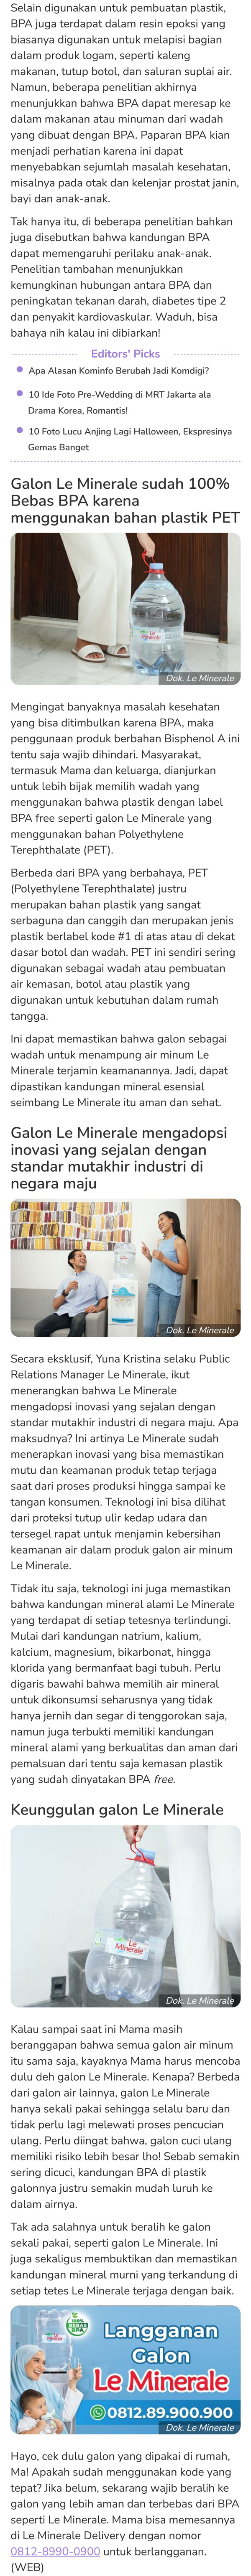 Selain digunakan untuk pembuatan plastik,
BPA juga terdapat dalam resin epoksi yang
biasanya digunakan untuk melapisi bagian
dalam produk logam, seperti kaleng
makanan, tutup botol, dan saluran suplai air.
Namun, beberapa penelitian akhirnya
menunjukkan bahwa BPA dapat meresap ke
dalam makanan atau minuman dari wadah
yang dibuat dengan BPA. Paparan BPA kian
menjadi perhatian karena ini dapat
menyebabkan sejumlah masalah kesehatan,
misalnya pada otak dan kelenjar prostat janin,
bayi dan anak-anak.
Tak hanya itu, di beberapa penelitian bahkan
juga disebutkan bahwa kandungan BPA
dapat memengaruhi perilaku anak-anak.
Penelitian tambahan menunjukkan
kemungkinan hubungan antara BPA dan
peningkatan tekanan darah, diabetes tipe 2
dan penyakit kardiovaskular. Waduh, bisa
bahaya nih kalau ini dibiarkan!
Editors' Picks
Apa Alasan Kominfo Berubah Jadi Komdigi?
10 Ide Foto Pre-Wedding di MRT Jakarta ala
Drama Korea, Romantis!
10 Foto Lucu Anjing Lagi Halloween, Ekspresinya
Gemas Banget
Galon Le Minerale sudah 100%
Bebas BPA karena
menggunakan bahan plastik PET
Le
Minerale
Dok. Le Minerale
Mengingat banyaknya masalah kesehatan
yang bisa ditimbulkan karena BPA, maka
penggunaan produk berbahan Bisphenol A ini
tentu saja wajib dihindari. Masyarakat,
termasuk Mama dan keluarga, dianjurkan
untuk lebih bijak memilih wadah yang
menggunakan bahwa plastik dengan label
BPA free seperti galon Le Minerale yang
menggunakan bahan Polyethylene
Terephthalate (PET).
Berbeda dari BPA yang berbahaya, PET
(Polyethylene Terephthalate) justru
merupakan bahan plastik yang sangat
serbaguna dan canggih dan merupakan jenis
plastik berlabel kode #1 di atas atau di dekat
dasar botol dan wadah. PET ini sendiri sering
digunakan sebagai wadah atau pembuatan
air kemasan, botol atau plastik yang
digunakan untuk kebutuhan dalam rumah
tangga.
Ini dapat memastikan bahwa galon sebagai
wadah untuk menampung air minum Le
Minerale terjamin keamanannya. Jadi, dapat
dipastikan kandungan mineral esensial
seimbang Le Minerale itu aman dan sehat.
Galon Le Minerale mengadopsi
inovasi yang sejalan dengan
standar mutakhir industri di
negara maju
Dok. Le Minerale
Secara eksklusif, Yuna Kristina selaku Public
Relations Manager Le Minerale, ikut
menerangkan bahwa Le Minerale
mengadopsi inovasi yang sejalan dengan
standar mutakhir industri di negara maju. Apa
maksudnya? Ini artinya Le Minerale sudah
menerapkan inovasi yang bisa memastikan
mutu dan keamanan produk tetap terjaga
saat dari proses produksi hingga sampai ke
tangan konsumen. Teknologi ini bisa dilihat
dari proteksi tutup ulir kedap udara dan
tersegel rapat untuk menjamin kebersihan
keamanan air dalam produk galon air minum
Le Minerale.
Tidak itu saja, teknologi ini juga memastikan
bahwa kandungan mineral alami Le Minerale
yang terdapat di setiap tetesnya terlindungi.
Mulai dari kandungan natrium, kalium,
kalcium, magnesium, bikarbonat, hingga
klorida yang bermanfaat bagi tubuh. Perlu
digaris bawahi bahwa memilih air mineral
untuk dikonsumsi seharusnya yang tidak
hanya jernih dan segar di tenggorokan saja,
namun juga terbukti memiliki kandungan
mineral alami yang berkualitas dan aman dari
pemalsuan dari tentu saja kemasan plastik
yang sudah dinyatakan BPA free.
Keunggulan galon Le Minerale
Le
Minerale
Dok. Le Minerale
Kalau sampai saat ini Mama masih
beranggapan bahwa semua galon air minum
itu sama saja, kayaknya Mama harus mencoba
dulu deh galon Le Minerale. Kenapa? Berbeda
dari galon air lainnya, galon Le Minerale
hanya sekali pakai sehingga selalu baru dan
tidak perlu lagi melewati proses pencucian
ulang. Perlu diingat bahwa, galon cuci ulang
memiliki risiko lebih besar lho! Sebab semakin
sering dicuci, kandungan BPA di plastik
galonnya justru semakin mudah luruh ke
dalam airnya.
Tak ada salahnya untuk beralih ke galon
sekali pakai, seperti galon Le Minerale. Ini
juga sekaligus membuktikan dan memastikan
kandungan mineral murni yang terkandung di
setiap tetes Le Minerale terjaga dengan baik.
100%
BEBAS
BPA
Langganan
Galon
Le Minerale
0812.89.900.900
Dok. Le Minerale
Hayo, cek dulu galon yang dipakai di rumah,
Ma! Apakah sudah menggunakan kode yang
tepat? Jika belum, sekarang wajib beralih ke
galon yang lebih aman dan terbebas dari BPA
seperti Le Minerale. Mama bisa memesannya
di Le Minerale Delivery dengan nomor
0812-8990-0900 untuk berlangganan.
(WEB)